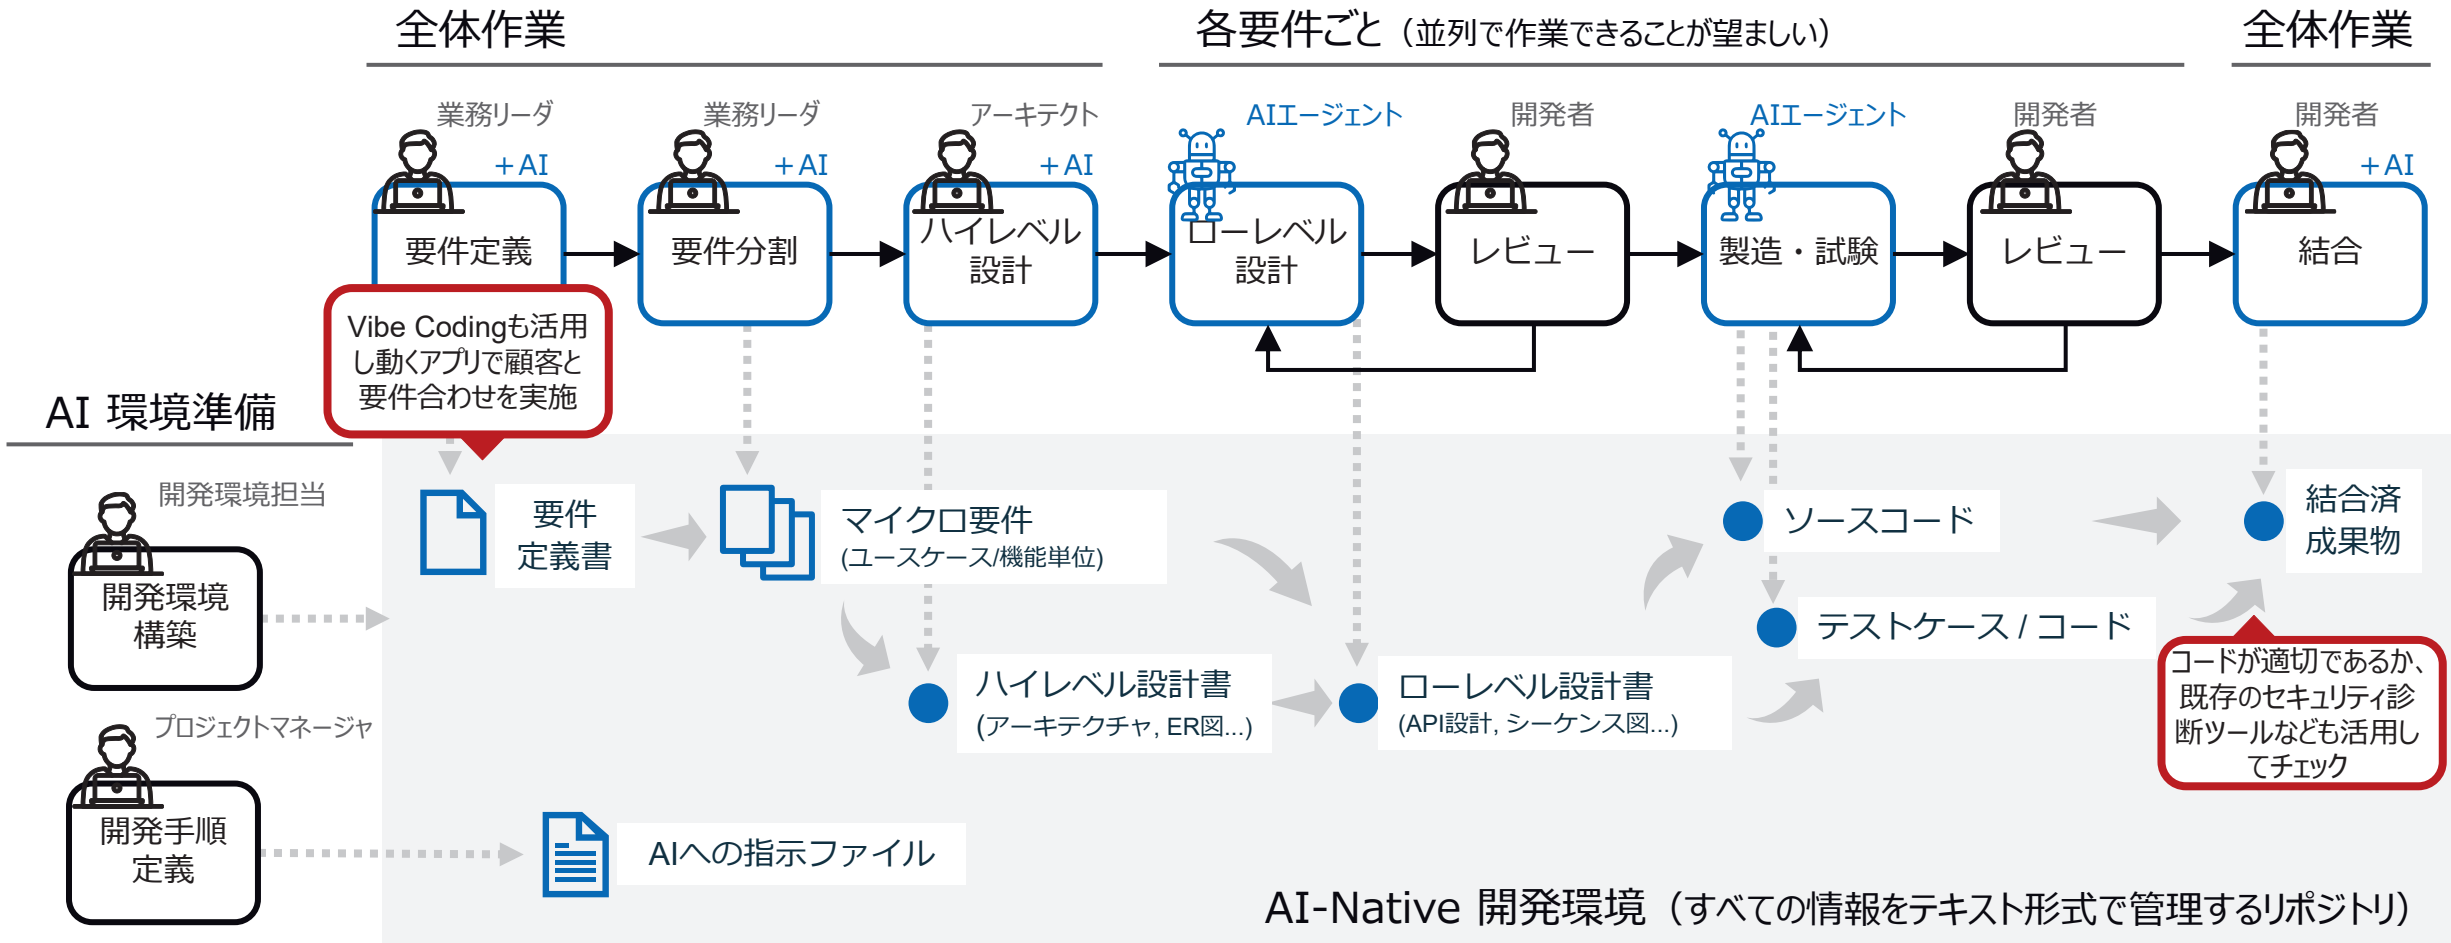 全体作業
各要件ごと（並列で作業できることが望ましい）
全体作業
業務リーダ
業務リーダ
アーキテクト
AIエージェント
開発者
AIエージェント
開発者
開発者
＋AI
＋AI
＋AI
＋AI
要件定義
要件分割
ハイレベル
設計
ローレベル
設計
レビュー
製造・試験
レビュー
結合
Vibe Codingも活用
し動くアプリで顧客と
要件合わせを実施
AI 環境準備
開発環境担当
開発環境
構築
プロジェクトマネージャ
開発手順
定義
要件
定義書
マイクロ要件
(ユースケース/機能単位)
ハイレベル設計書
(アーキテクチャ, ER図...)
ローレベル設計書
(API設計, シーケンス図...)
ソースコード
テストケース / コード
結合済
成果物
コードが適切であるか、
既存のセキュリティ診
断ツールなども活用し
てチェック
AIへの指示ファイル
AI-Native 開発環境（すべての情報をテキスト形式で管理するリポジトリ）